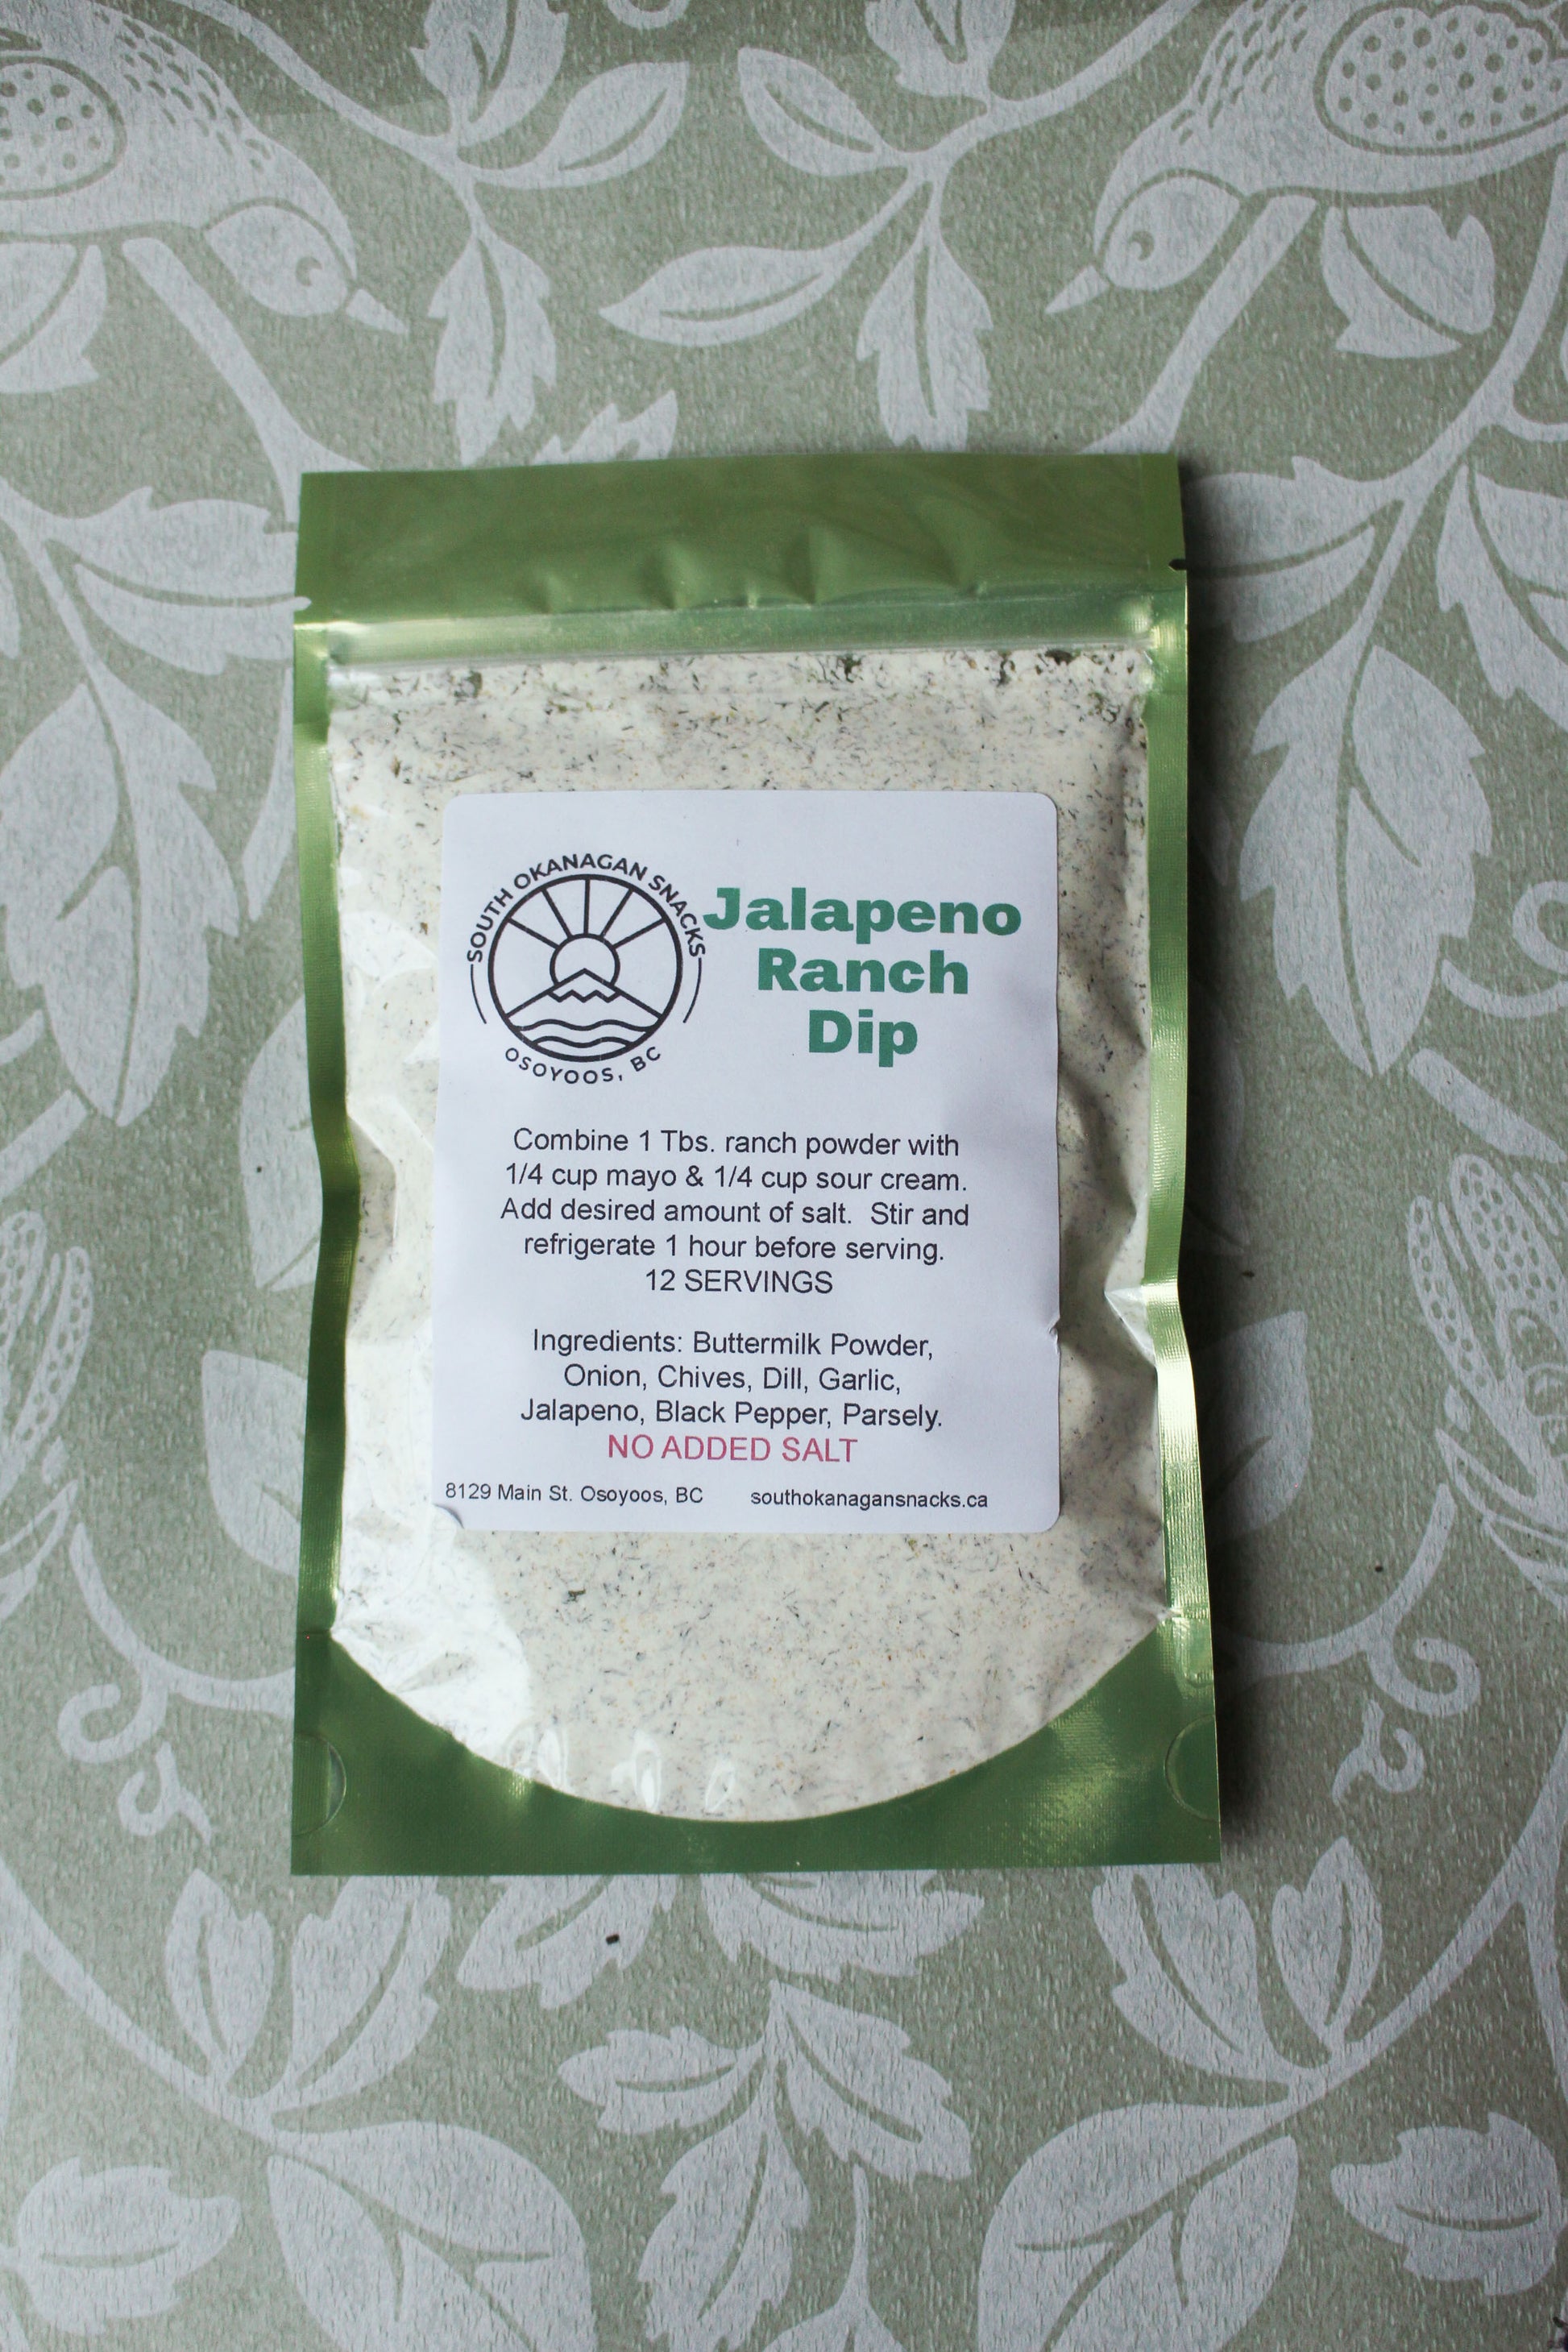 SOUTH OKANAGAN SNACKS
OSOYOOS, BC
Jalapeno
Ranch
Dip
Combine 1 Tbs. ranch powder with
1/4 cup mayo & 1/4 cup sour cream.
Add desired amount of salt.  Stir and
refrigerate 1 hour before serving.
12 SERVINGS
Ingredients: Buttermilk Powder,
Onion, Chives, Dill, Garlic,
Jalapeno, Black Pepper, Parsely.
NO ADDED SALT
8129 Main St. Osoyoos, BC southokanagansnacks.ca